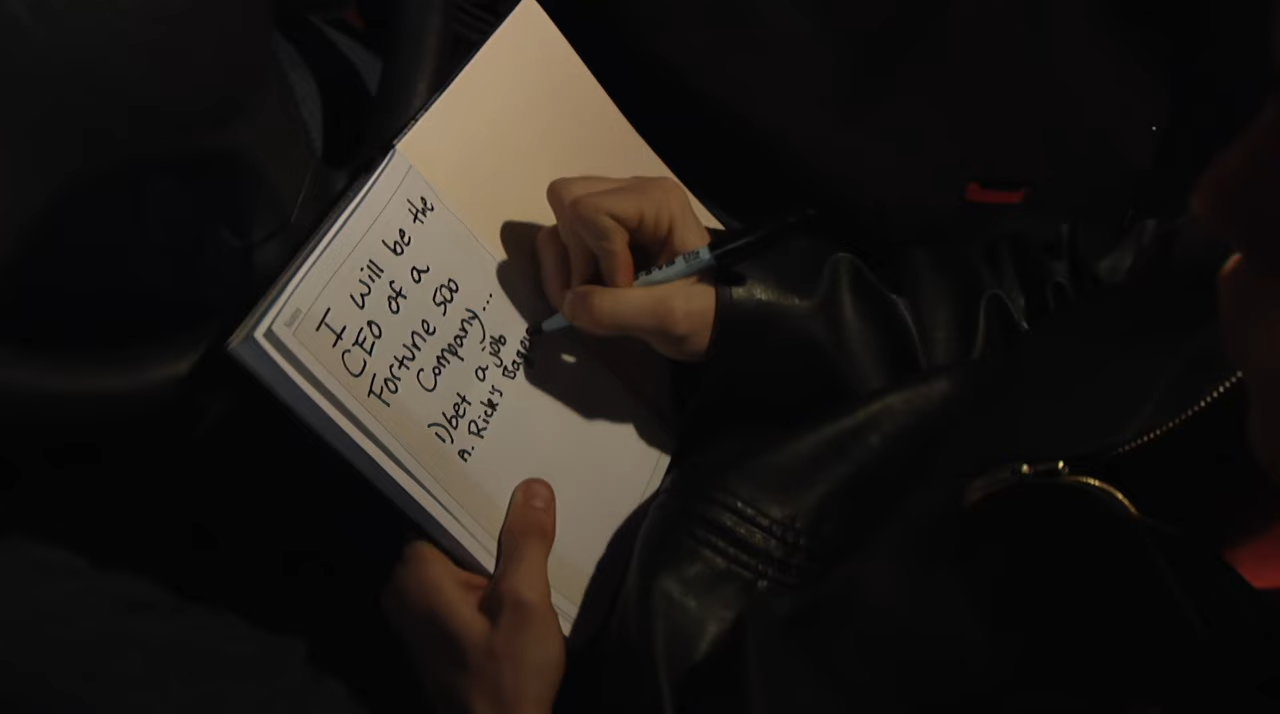 I will be the
CEO of a
Fortune 500
Company...
1) Get a job
A. Rick's